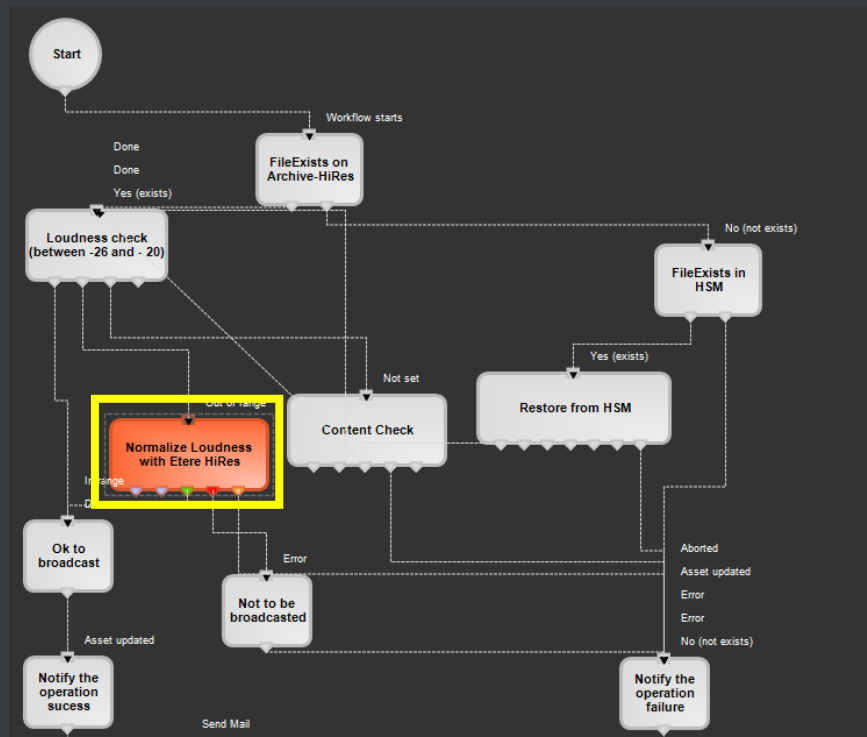 Start
Workflow starts
Done
FileExists on
Archive-HiRes
Done
Yes (exists)
Loudness check
(between -26 and - 20)
No (not exists)
FileExists in
HSM
Yes (exists)
Not set
Restore from HSM
Out of range
Content Check
Normalize Loudness
with Etere HiRes
In range
D
Ok to
broadcast
Error
Aborted
Asset updated
Not to be
broadcasted
Error
Error
Asset updated
No (not exists)
Notify the
operation
sucess
Notify the
operation
failure
Send Mail